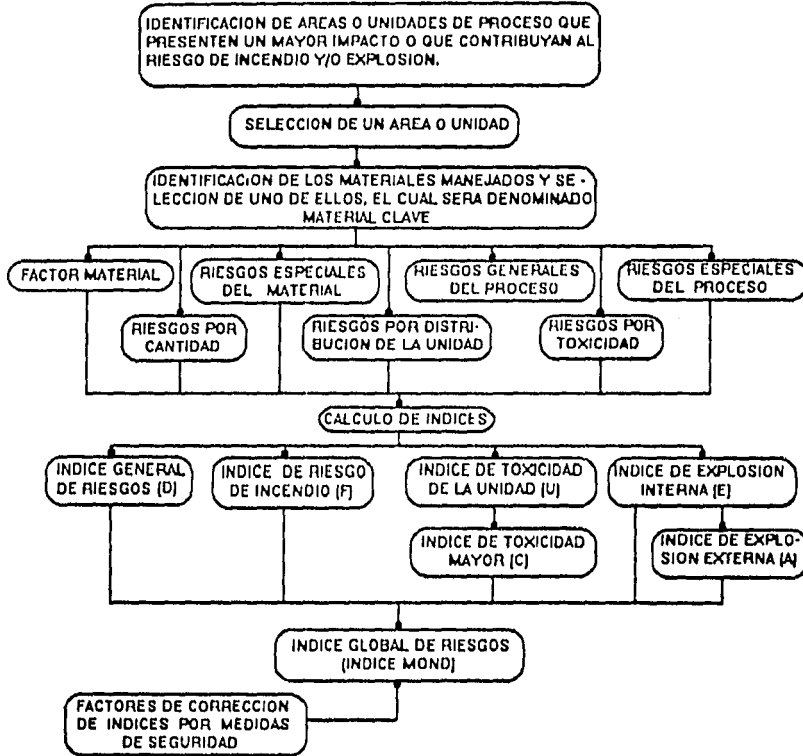 IDENTIFICACION DE AREAS O UNIDADES DE PROCESO QUE
PRESENTEN UN MAYOR IMPACTO O QUE CONTRIBUYAN AL
RIESGO DE INCENDIO Y/O EXPLOSION.
SELECCION DE UN AREA O UNIDAD
IDENTIFICACION DE LOS MATERIALES MANEJADOS Y SE-
LECCION DE UNO DE ELLOS, EL CUAL SERA DENOMINADO
MATERIAL CLAVE
FACTOR MATERIAL
RIESGOS ESPECIALES
DEL MATERIAL
RIESGOS GENERALES
DEL PROCESO
RIESGOS ESPECIALES
DEL PROCESO
RIESGOS POR
CANTIDAD
RIESGOS POR DISTRI-
BUCION DE LA UNIDAD
RIESGOS POR
TOXICIDAD
CALCULO DE INDICES
INDICE GENERAL
DE RIESGOS (D)
INDICE DE RIESGO
DE INCENDIO (F)
INDICE DE TOXICIDAD
DE LA UNIDAD (U)
INDICE DE EXPLOSION
INTERNA (E)
INDICE DE TOXICIDAD
MAYOR (C)
INDICE DE EXPLO-
SION EXTERNA (A)
INDICE GLOBAL DE RIESGOS
(INDICE MOND)
FACTORES DE CORRECCION
DE INDICES POR MEDIDAS
DE SEGURIDAD